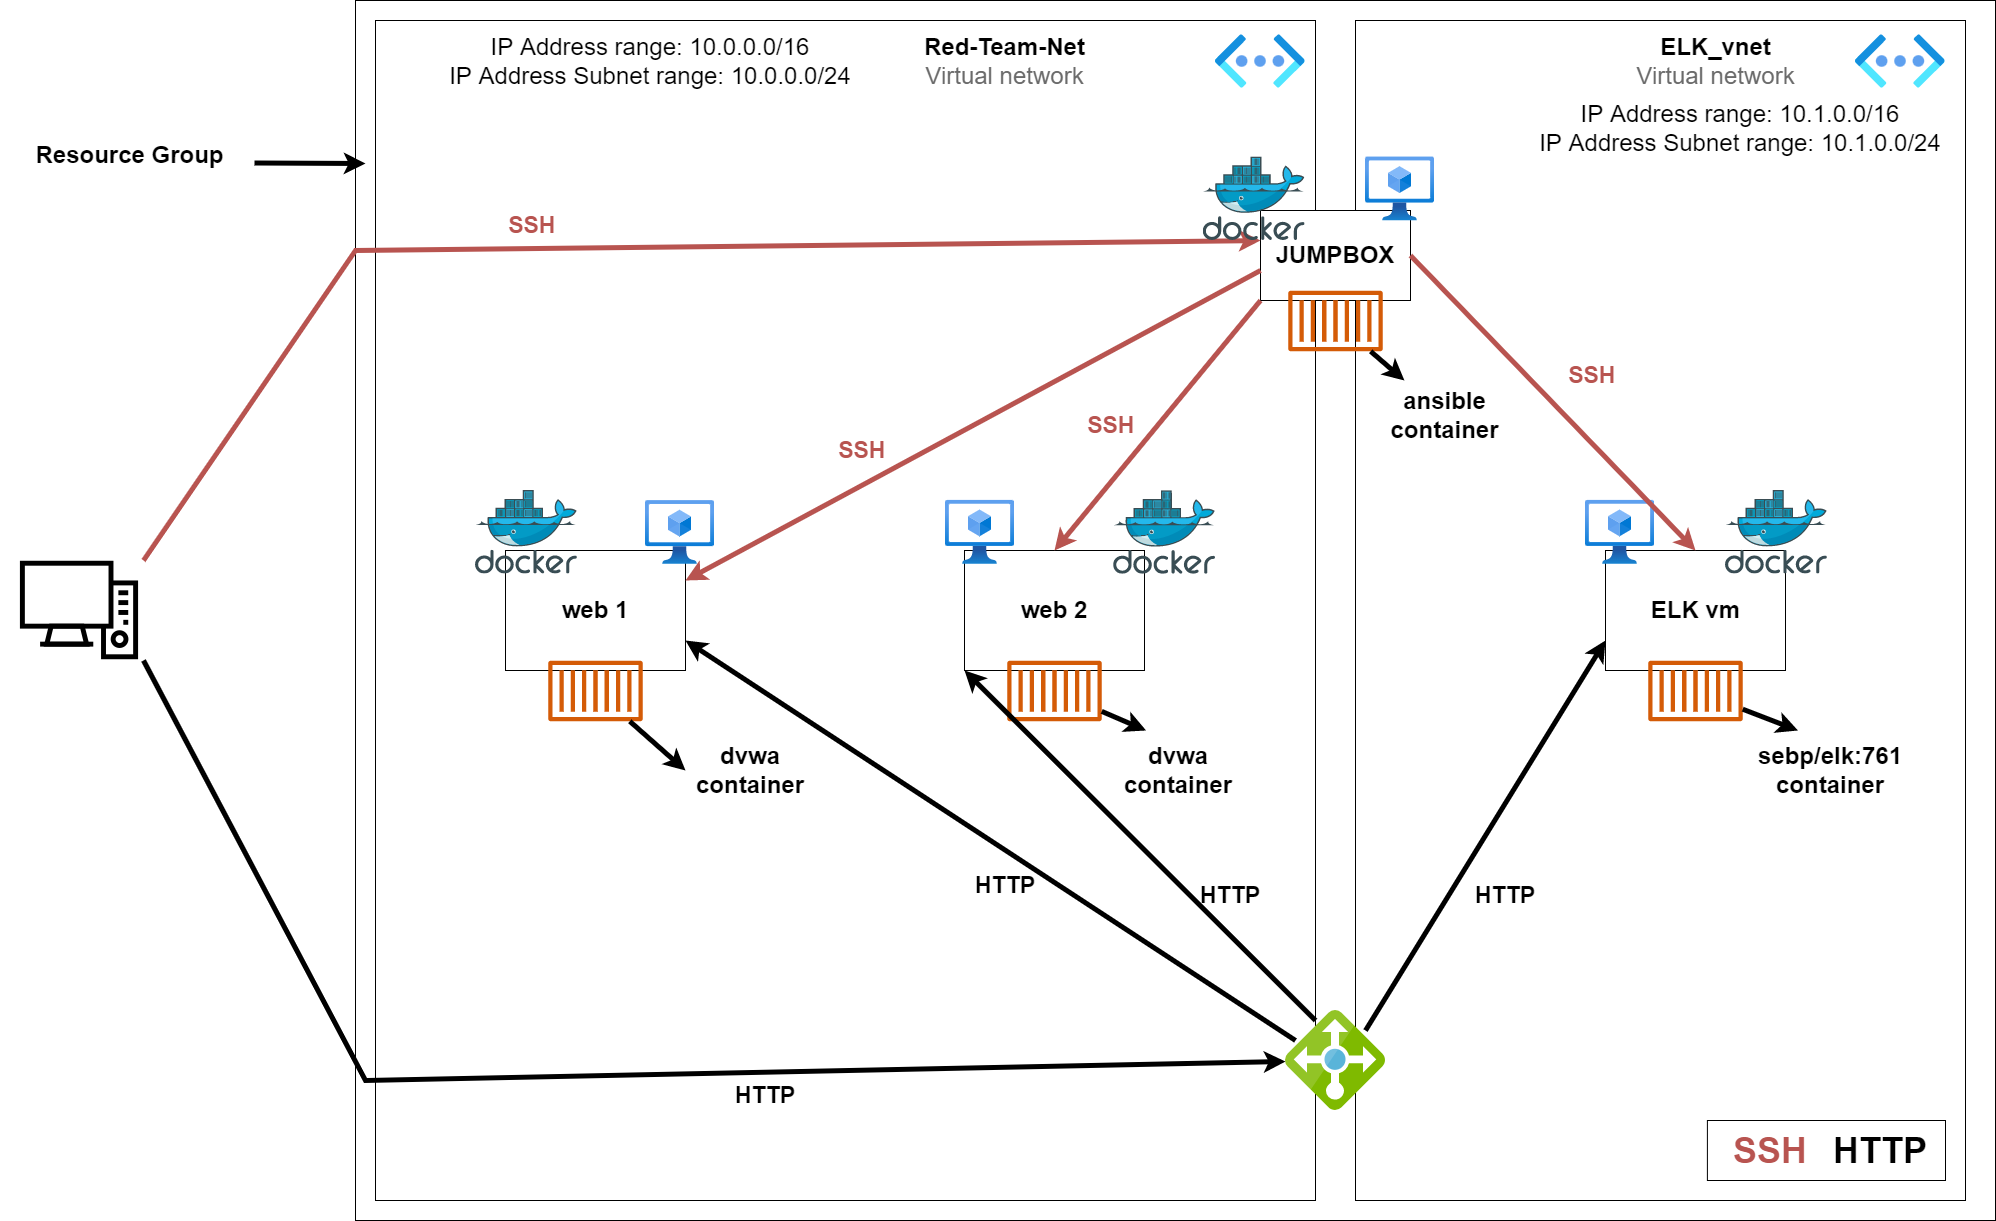 IP Address range: 10.0.0.0/16
IP Address Subnet range: 10.0.0.0/24
Red-Team-Net
Virtual network
ELK_vnet
Virtual network
IP Address range: 10.1.0.0/16
IP Address Subnet range: 10.1.0.0/24
Resource Group
SSH
docker
JUMPBOX
SSH
ansible
container
SSH
SSH
docker
web 1
web 2
docker
ELK vm
docker
dvwa
container
dvwa
container
sebp/elk:761
container
HTTP
HTTP
HTTP
HTTP
SSH HTTP